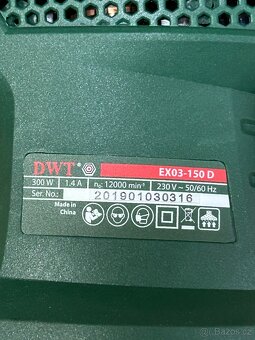 DWT EX03-150 D
300 W 1.4 A n₀: 12000 min⁻¹ 230 V ~ 50/60 Hz
Ser. No.: 201901030316
Made in
China
bazos.cz